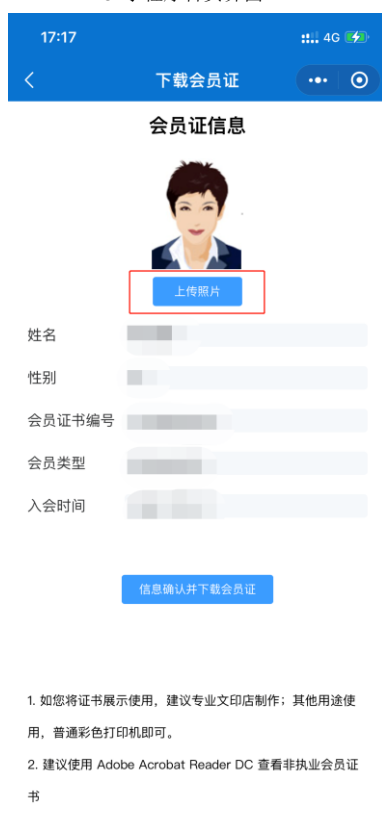 17:17
4G
下载会员证
会员证信息
上传照片
姓名
性别
会员证书编号
会员类型
入会时间
信息确认并下载会员证
1. 如您将证书展示使用，建议专业文印店制作；其他用途使
用，普通彩色打印机即可。
2. 建议使用 Adobe Acrobat Reader DC 查看非执业会员证
书